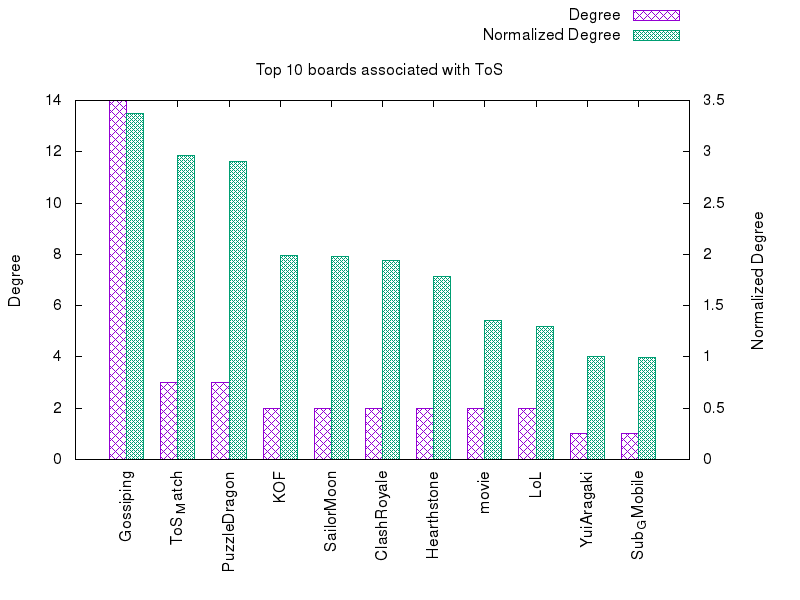 Degree
Normalized Degree
Top 10 boards associated with ToS
14
12
10
8
6
4
2
0
Degree
3.5
3
2.5
2
1.5
1
0.5
0
Normalized Degree
Gossiping
ToSMatch
PuzzleDragon
KOF
SailorMoon
ClashRoyale
Hearthstone
movie
LoL
YuiAragaki
SubGMobile